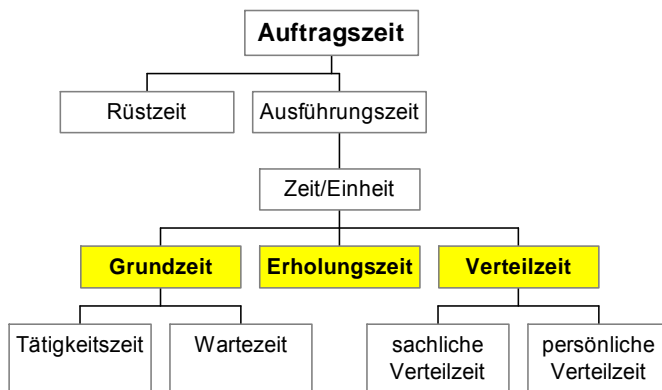 Auftragszeit
Rüstzeit
Ausführungszeit
Zeit/Einheit
Grundzeit
Erholungszeit
Verteilzeit
Tätigkeitszeit
Wartezeit
sachliche
Verteilzeit
persönliche
Verteilzeit